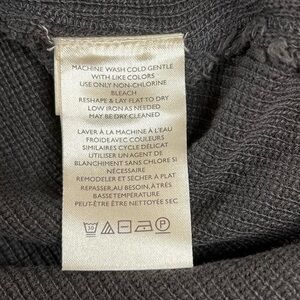 MACHINE WASH COLD GENTLE
WITH LIKE COLORS
USE ONLY NON-CHLORINE
BLEACH
RESHAPE & LAY FLAT TO DRY
LOW IRON AS NEEDED
MAY BE DRY CLEANED
LAVER À LA MACHINE À L'EAU
FROIDE AVEC COULEURS
SIMILAIRES CYCLE DÉLICAT
UTILISER UN AGENT DE
BLANCHIMENT SANS CHLORE SI
NÉCESSAIRE
REMODELER ET SÈCHER À PLAT
REPASSER, AU BESOIN, À TRÈS
BASSE TEMPÉRATURE
PEUT-ÊTRE ÊTRE NETTOYÉE SEC
30 P